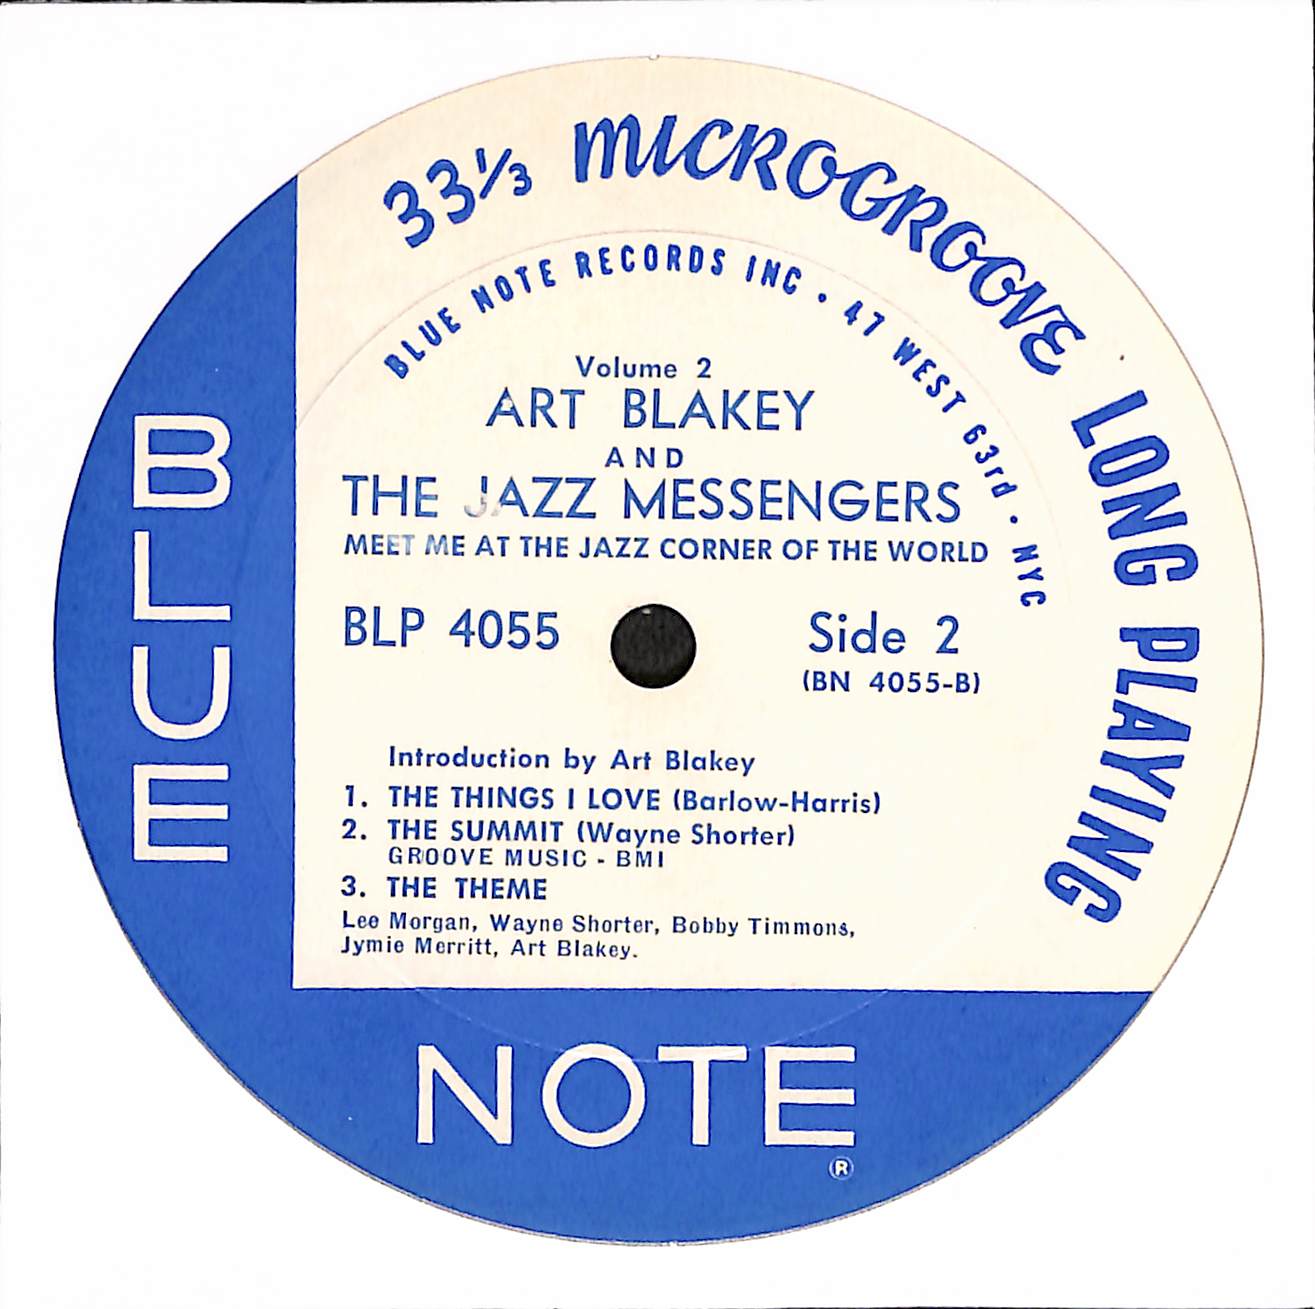 33⅓ MICROGROOVE LONG PLAYING
BLUE NOTE RECORDS INC • 47 WEST 63rd • NYC
Volume 2
ART BLAKEY
AND
THE JAZZ MESSENGERS
MEET ME AT THE JAZZ CORNER OF THE WORLD
BLP 4055
Side 2
(BN 4055-B)
Introduction by Art Blakey
1. THE THINGS I LOVE (Barlow-Harris)
2. THE SUMMIT (Wayne Shorter)
GROOVE MUSIC - BMI
3. THE THEME
Lee Morgan, Wayne Shorter, Bobby Timmons,
Jymie Merritt, Art Blakey.
BLUE
NOTE
®